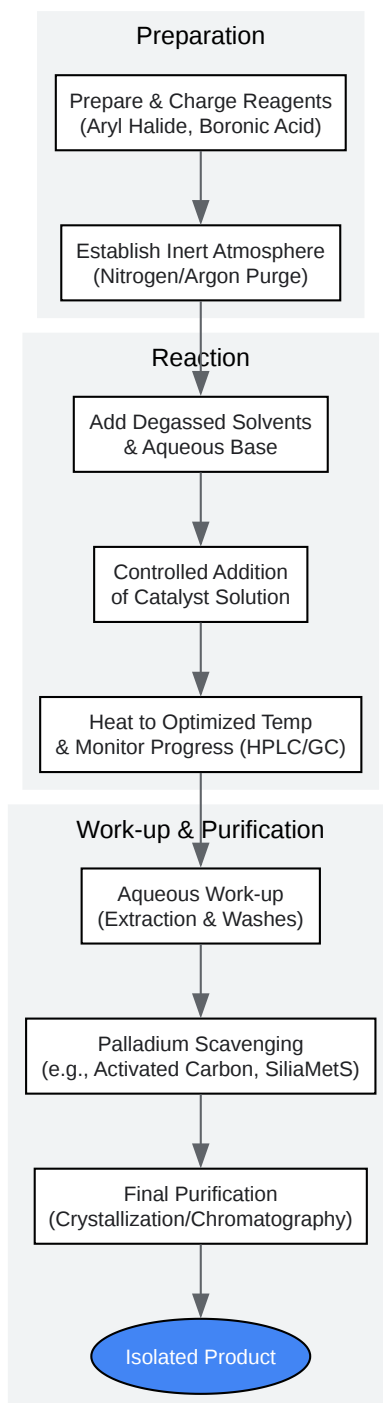 Preparation
Prepare & Charge Reagents
(Aryl Halide, Boronic Acid)
Establish Inert Atmosphere
(Nitrogen/Argon Purge)
Reaction
Add Degassed Solvents
& Aqueous Base
Controlled Addition
of Catalyst Solution
Heat to Optimized Temp
& Monitor Progress (HPLC/GC)
Work-up & Purification
Aqueous Work-up
(Extraction & Washes)
Palladium Scavenging
(e.g., Activated Carbon, SiliaMetS)
Final Purification
(Crystallization/Chromatography)
Isolated Product